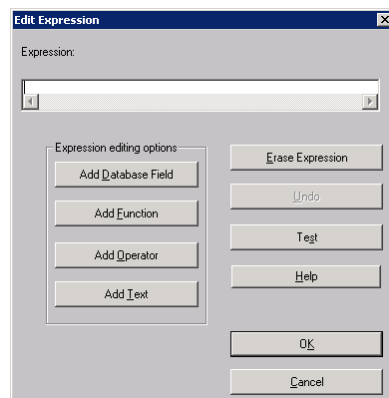 Edit Expression
Expression:
Expression editing options
Add Database Field
Add Function
Add Operator
Add Text
Erase Expression
Undo
Test
Help
OK
Cancel